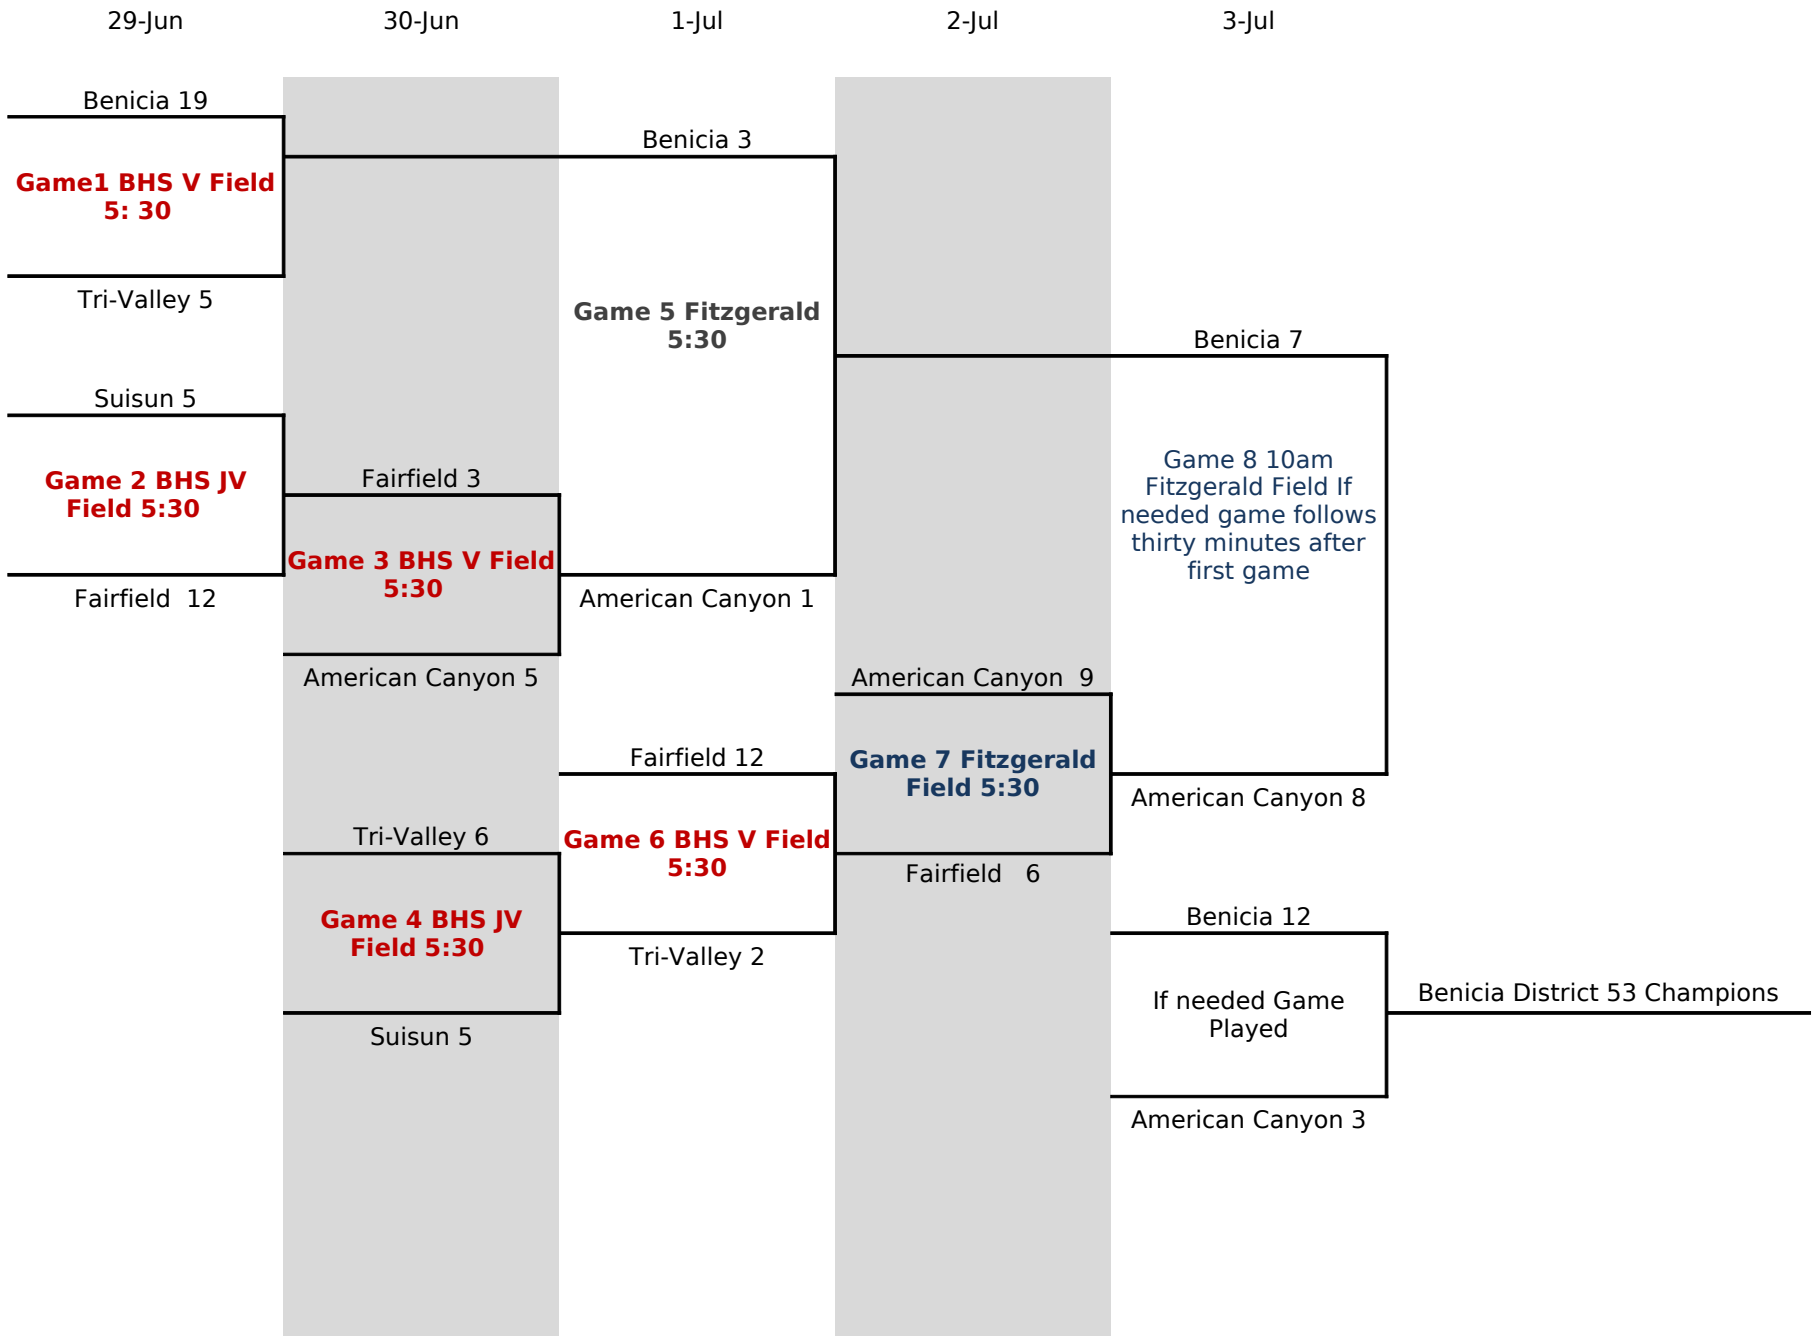 29-Jun
30-Jun
1-Jul
2-Jul
3-Jul
Benicia 19
Game1 BHS V Field
5: 30
Tri-Valley 5
Suisun 5
Game 2 BHS JV
Field 5:30
Fairfield  12
Fairfield 3
Game 3 BHS V Field
5:30
American Canyon 5
Tri-Valley 6
Game 4 BHS JV
Field 5:30
Suisun 5
Benicia 3
Game 5 Fitzgerald
5:30
American Canyon 1
Fairfield 12
Game 6 BHS V Field
5:30
Tri-Valley 2
American Canyon  9
Game 7 Fitzgerald
Field 5:30
Fairfield   6
Benicia 7
Game 8 10am
Fitzgerald Field If
needed game follows
thirty minutes after
first game
American Canyon 8
Benicia 12
If needed Game
Played
American Canyon 3
Benicia District 53 Champions